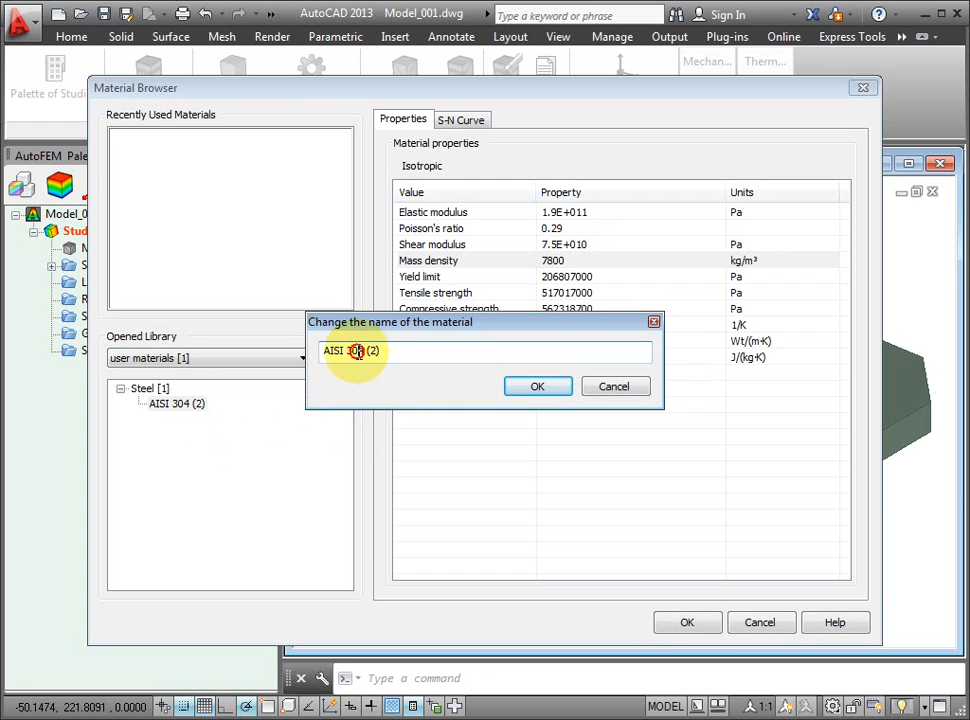 AutoCAD 2013 Model_001.dwg
Type a keyword or phrase
Sign In
Home Solid Surface Mesh Render Parametric Insert Annotate Layout View Manage Output Plug-ins Online Express Tools
Palette of Studi
Mechan...
Therm...
Material Browser
Recently Used Materials
Properties
S-N Curve
Material properties
Isotropic
Value Property Units
Elastic modulus 1.9E+011 Pa
Poisson's ratio 0.29
Shear modulus 7.5E+010 Pa
Mass density 7800 kg/m³
Yield limit 206807000 Pa
Tensile strength 517017000 Pa
Compressive strength 562318700
1/K
Wt/(m·K)
J/(kg·K)
AutoFEM Pale
Model_0
Stud
M
S
L
R
S
G
S
Opened Library
user materials [1]
Steel [1]
AISI 304 (2)
Change the name of the material
AISI 304 (2)
OK
Cancel
OK
Cancel
Help
Type a command
-50.1474, 221.8091, 0.0000
MODEL
1:1